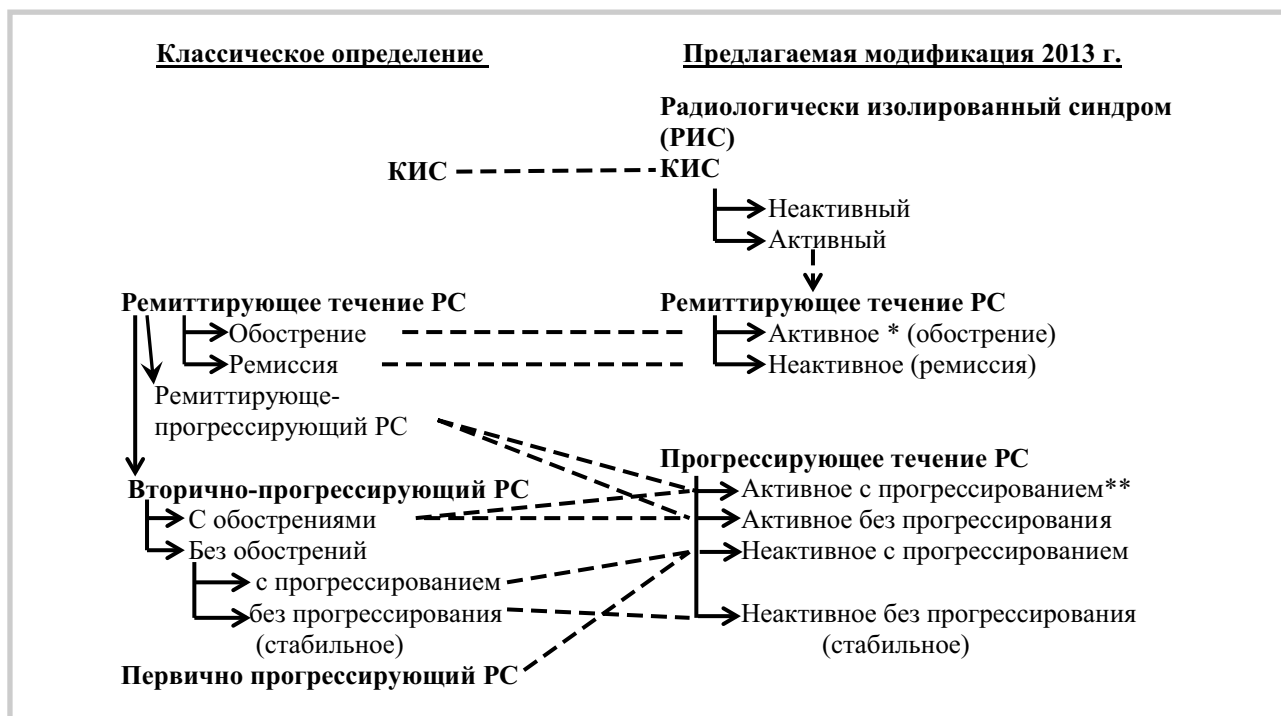 Классическое определение
Предлагаемая модификация 2013 г.
Радиологически изолированный синдром
(РИС)
КИС
КИС
Неактивный
Активный
Ремиттирующее течение РС
Обострение
Ремиссия
Ремиттирующе-
прогрессирующий РС
Вторично-прогрессирующий РС
С обострениями
Без обострений
с прогрессированием
без прогрессирования
(стабильное)
Первично прогрессирующий РС
Ремиттирующее течение РС
Активное * (обострение)
Неактивное (ремиссия)
Прогрессирующее течение РС
Активное с прогрессированием**
Активное без прогрессирования
Неактивное с прогрессированием
Неактивное без прогрессирования
(стабильное)